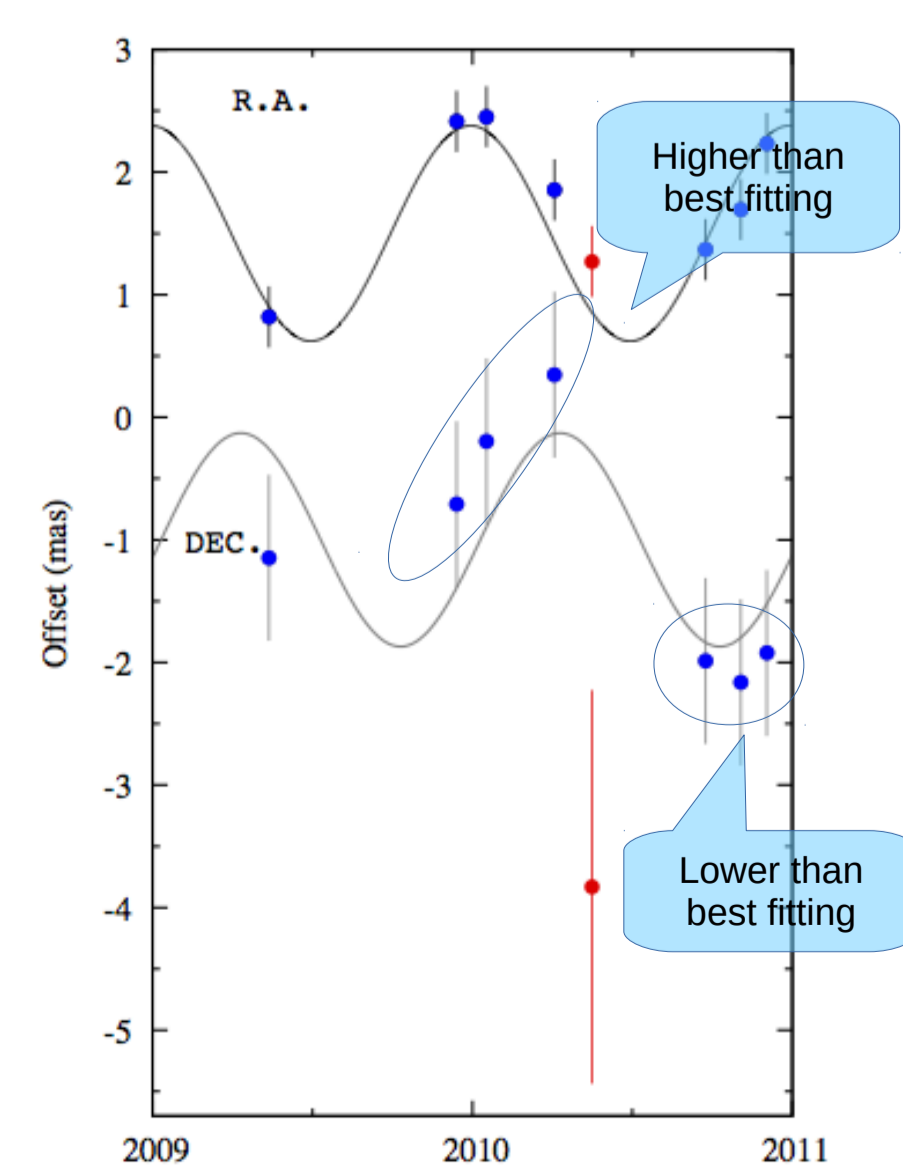 3
R.A.
Higher than
best fitting
2
1
0
Offset (mas)
-1
DEC.
-2
-3
Lower than
best fitting
-4
-5
2009
2010
2011